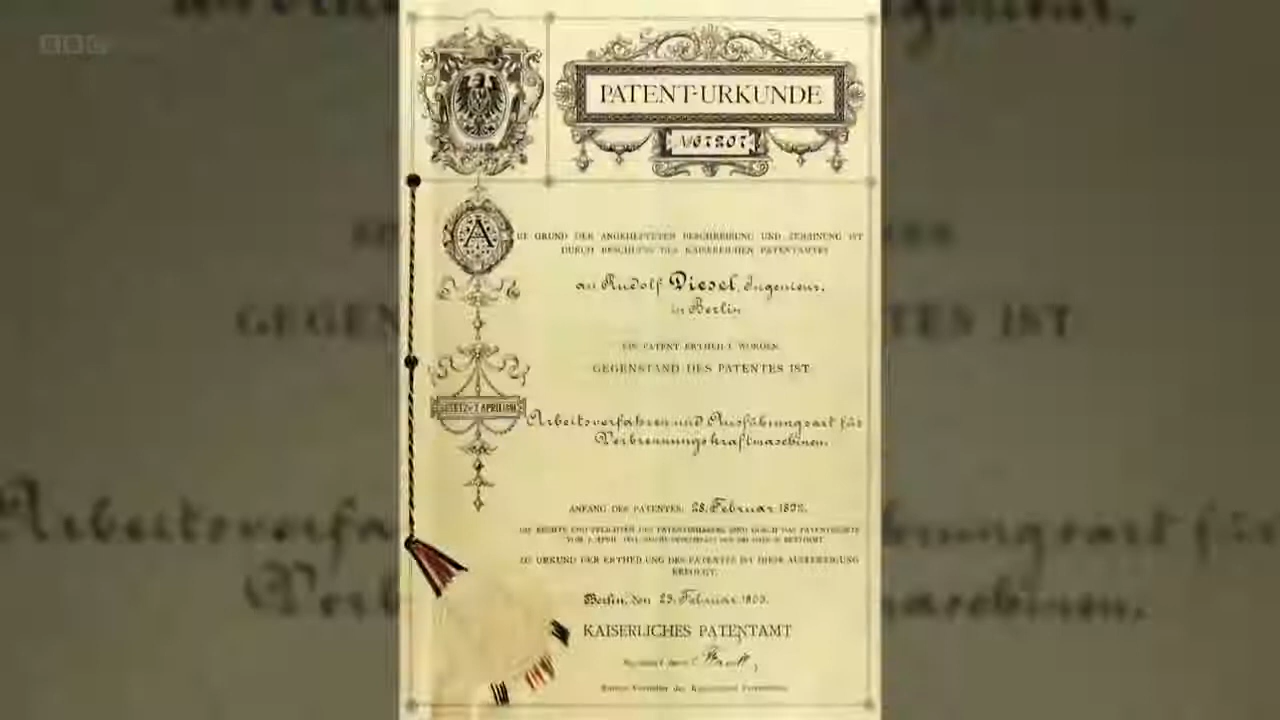 BBC
PATENT-URKUNDE
№ 67207
AUF GRUND DER ANGEHEFTETEN BESCHREIBUNG UND ZEICHNUNG IST
DURCH BESCHLUSS DES KAISERLICHEN PATENTAMTES
an Rudolf Diesel, Ingenieur,
in Berlin
EIN PATENT ERTHEILT WORDEN.
GEGENSTAND DES PATENTES IST
Arbeitsverfahren und Ausführungsart für
Verbrennungskraftmaschinen.
ANFANG DES PATENTES: 28. Februar 1892.
ZU URKUND DER ERTHEILUNG DES PATENTES IST DIESE AUSFERTIGUNG
ERFOLGT.
Berlin, den 23. Februar 1893.
KAISERLICHES PATENTAMT